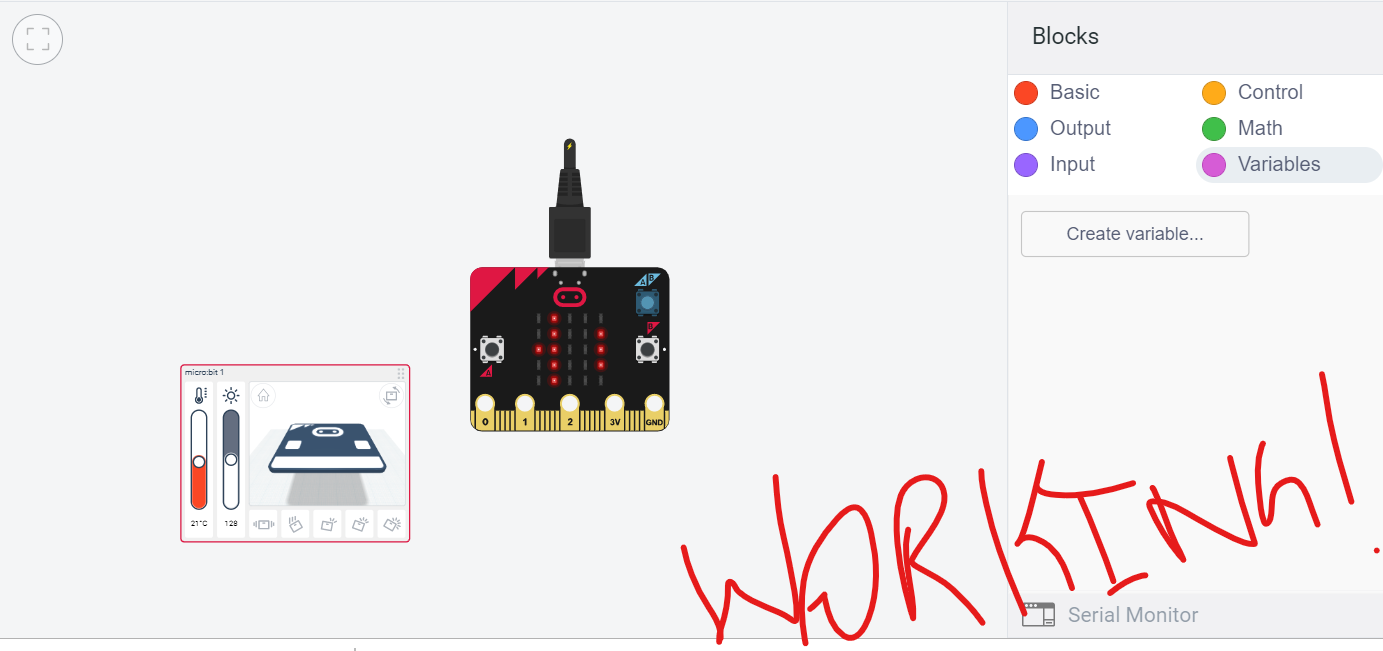 Blocks
Basic
Control
Output
Math
Input
Variables
Create variable...
A B
B
A
0 1 2 3V GND
micro:bit 1
21°C 128
WORKING!
Serial Monitor